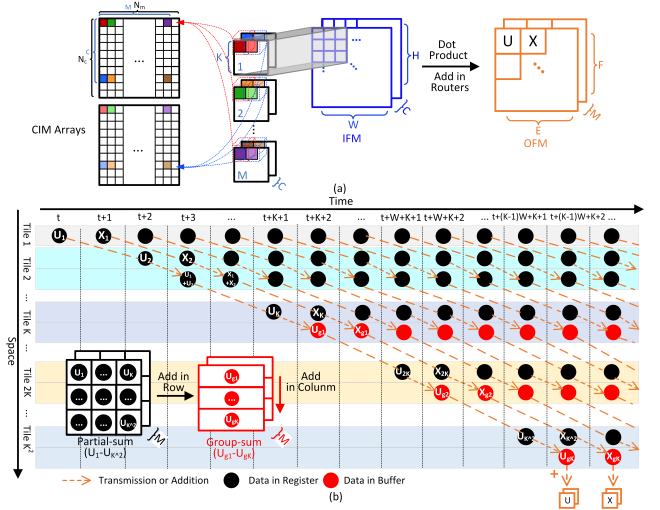 M N_m
C
N_c
...
...
CIM Arrays
K
1
2
...
M
C
H
W
IFM
C
Dot
Product
Add in
Routers
U X
F
E
OFM
M
(a)
Time
t t+1 t+2 t+3 ... t+K+1 t+K+2 ... t+W+K+1 t+W+K+2 ... t+(K-1)W+K+1 t+(K-1)W+K+2 ...
Space
Tile 1
U_1 X_1
Tile 2
U_2 X_2
U_1 X_1
+U_2 +X_2
...
Tile K
U_K X_K
U_g1 X_g1
...
Tile 2K
U_2K X_2K
U_g2 X_g2
...
Tile K^2
U_K^2 X_K^2
U_gK X_gK
U_1 ... U_K
... ... ...
... ... U_K^2
Partial-sum
(U_1-U_K^2)
M
Add in
Row
U_g1
...
U_gK
Group-sum
(U_g1-U_gK)
M
Add
in Colunm
+
U X
Transmission or Addition Data in Register Data in Buffer
(b)